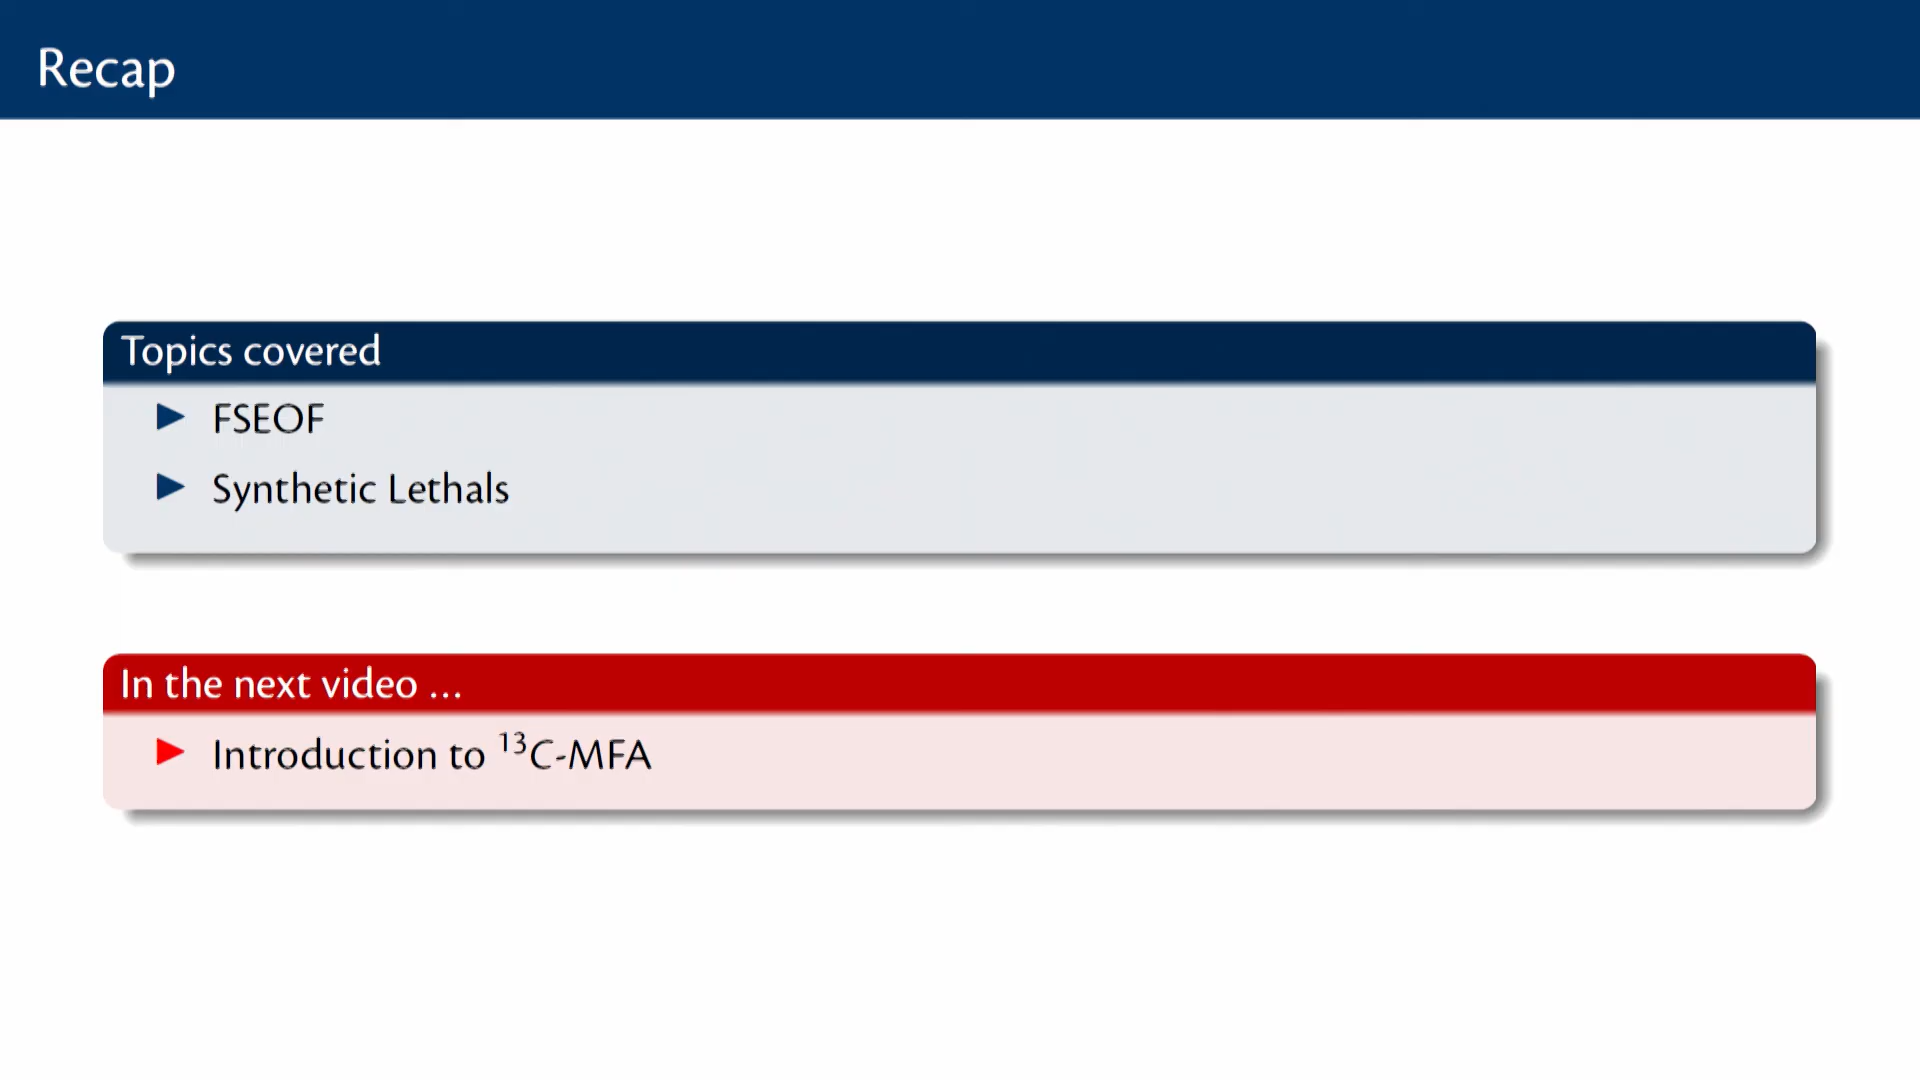 Recap
Topics covered
▶ FSEOF
▶ Synthetic Lethals
In the next video ...
▶ Introduction to ¹³C-MFA